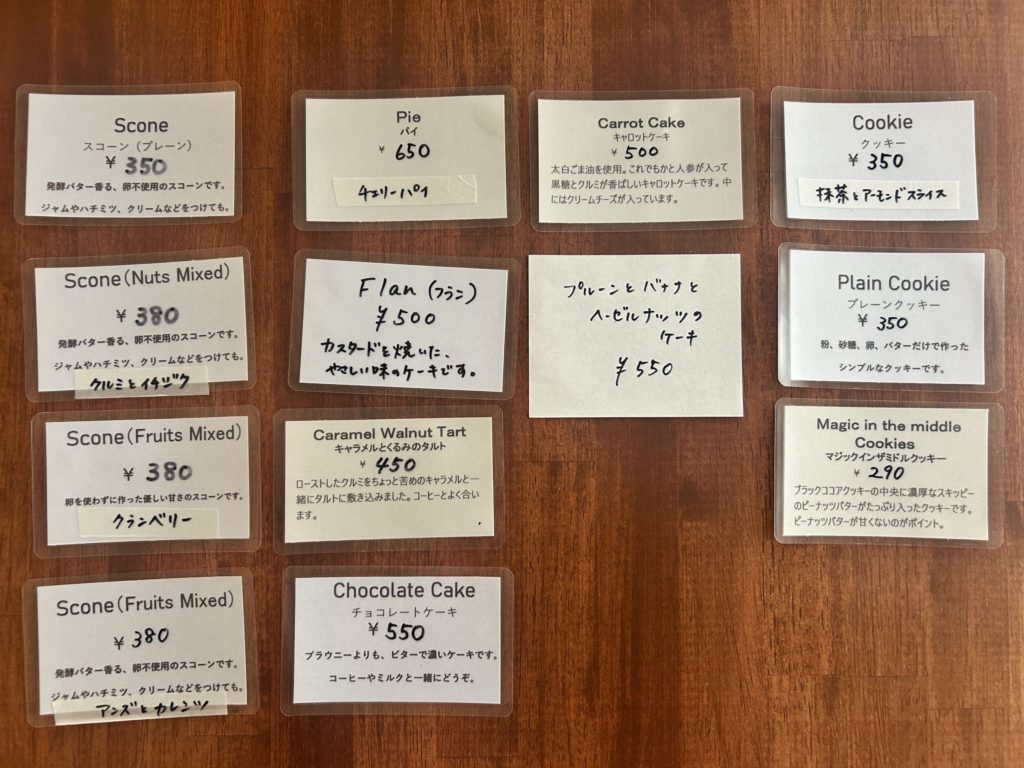 Scone
スコーン (プレーン)
¥ 350
発酵バター香る、卵不使用のスコーンです。
ジャムやハチミツ、クリームなどをつけても。
Scone(Nuts Mixed)
¥ 380
発酵バター香る、卵不使用のスコーンです。
ジャムやハチミツ、クリームなどをつけても。
クルミとイチジク
Scone(Fruits Mixed)
¥ 380
卵を使わずに作った優しい甘さのスコーンです。
クランベリー
Scone(Fruits Mixed)
¥ 380
発酵バター香る、卵不使用のスコーンです。
ジャムやハチミツ、クリームなどをつけても。
アンズとカレンツ
Pie
パイ
¥ 650
チェリーパイ
Flan (フラン)
¥500
カスタードを焼いた、
やさしい味のケーキです。
Caramel Walnut Tart
キャラメルとくるみのタルト
¥ 450
ローストしたクルミをちょっと苦めのキャラメルと一
緒にタルトに敷き込みました。コーヒーとよく合い
ます。
Chocolate Cake
チョコレートケーキ
¥ 550
ブラウニーよりも、ビターで濃いケーキです。
コーヒーやミルクと一緒にどうぞ。
Carrot Cake
キャロットケーキ
¥ 500
太白ごま油を使用。これでもかと人参が入って
黒糖とクルミが香ばしいキャロットケーキです。中
にはクリームチーズが入っています。
プルーンとバナナと
ヘーゼルナッツの
ケーキ
¥550
Cookie
クッキー
¥ 350
抹茶とアーモンドスライス
Plain Cookie
プレーンクッキー
¥ 350
粉、砂糖、卵、バターだけで作った
シンプルなクッキーです。
Magic in the middle
Cookies
マジックインザミドルクッキー
¥ 290
ブラックココアクッキーの中央に濃厚なスキッピー
のピーナッツバターがたっぷり入ったクッキーです。
ピーナッツバターが甘くないのがポイント。